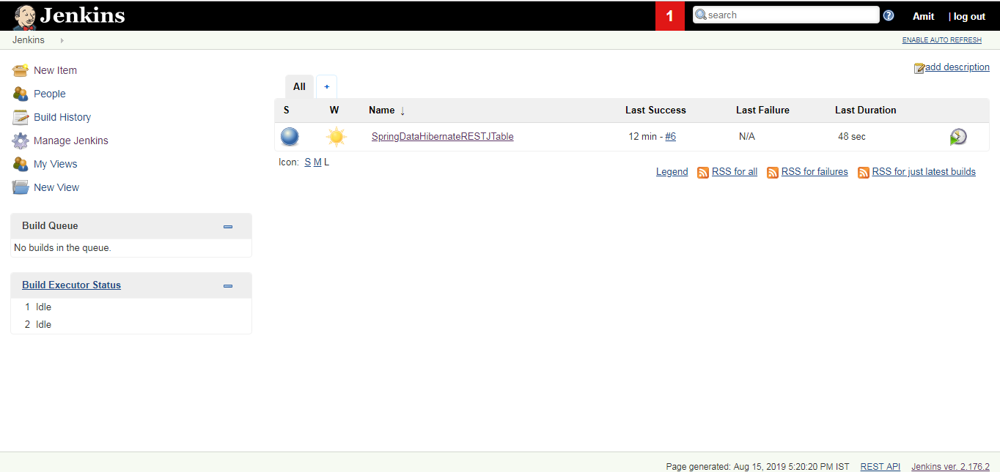 Jenkins
1
search
?
Amit
| log out
Jenkins
ENABLE AUTO REFRESH
New Item
People
Build History
Manage Jenkins
My Views
New View
Build Queue
No builds in the queue.
Build Executor Status
1 Idle
2 Idle
add description
All +
S W Name ↓ Last Success Last Failure Last Duration
SpringDataHibernateRESTJTable 12 min - #6 N/A 48 sec
Icon: S M L
Legend RSS for all RSS for failures RSS for just latest builds
Page generated: Aug 15, 2019 5:20:20 PM IST REST API Jenkins ver. 2.176.2